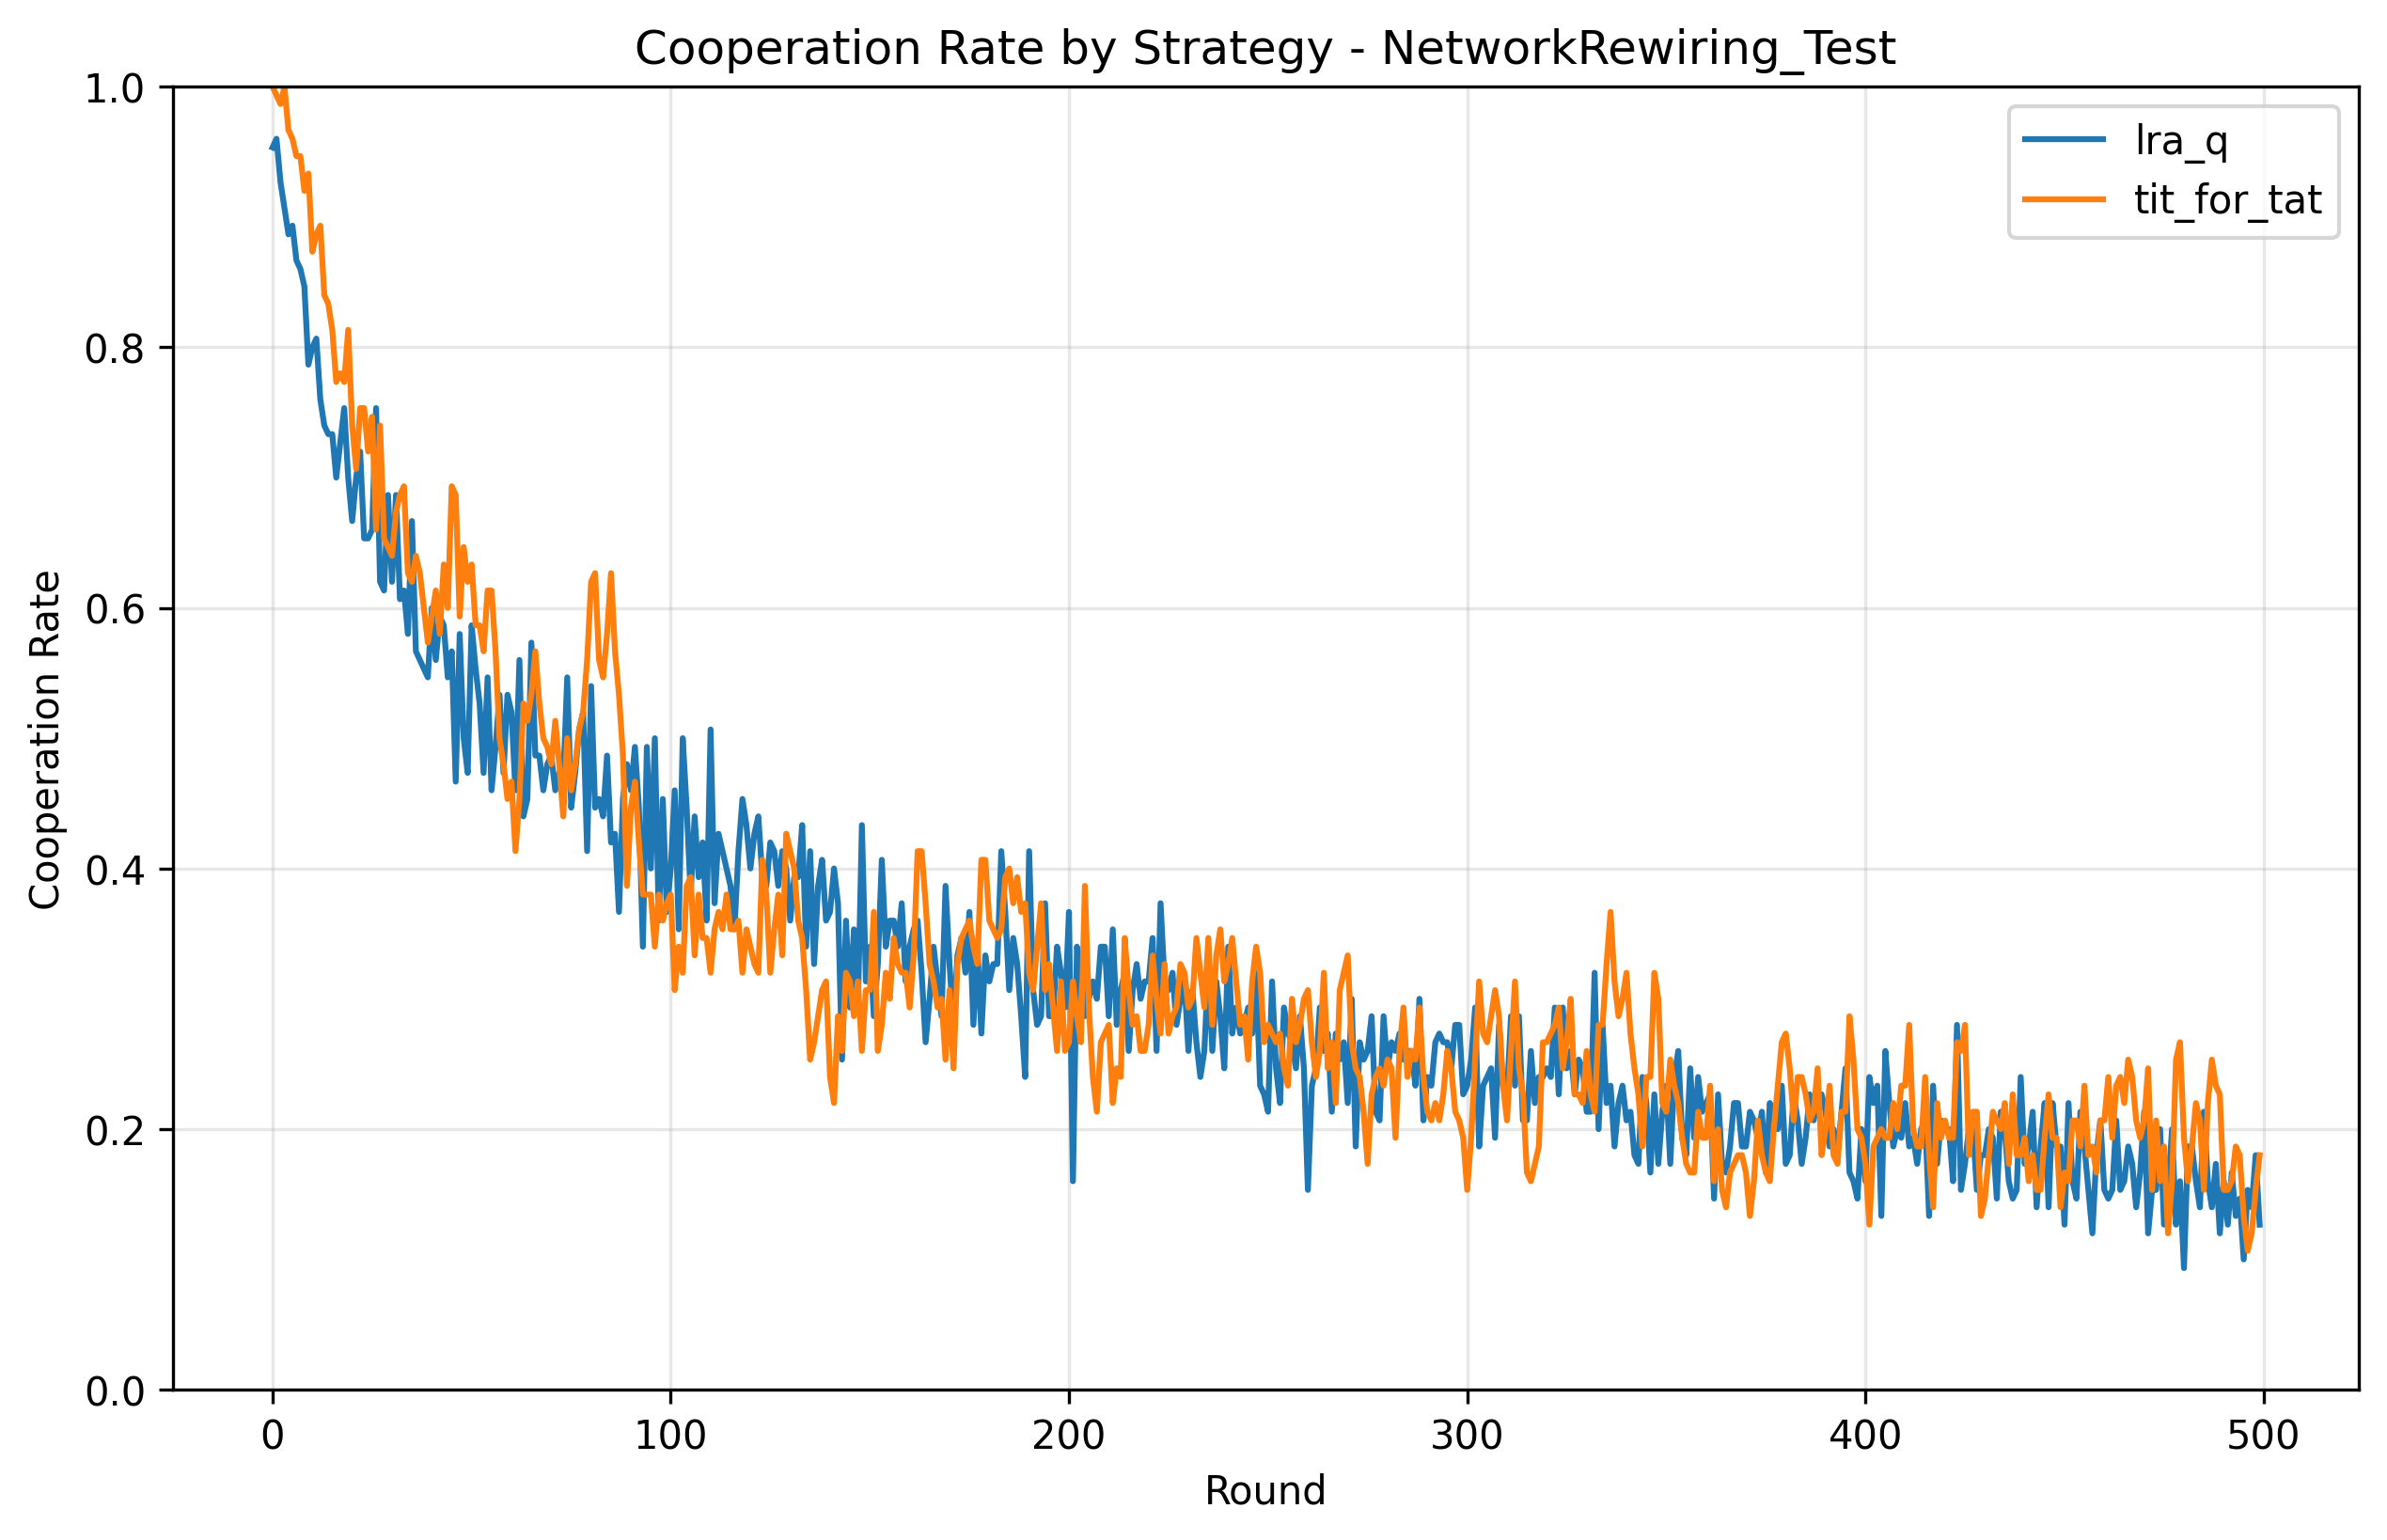 Cooperation Rate by Strategy - NetworkRewiring_Test
lra_q
tit_for_tat
Cooperation Rate
1.0
0.8
0.6
0.4
0.2
0.0
0 100 200 300 400 500
Round